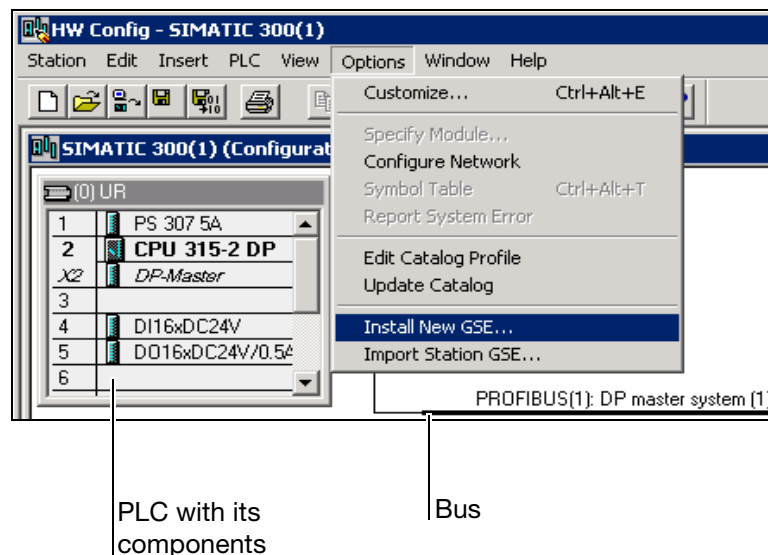 HW Config - SIMATIC 300(1)
Station Edit Insert PLC View Options Window Help
Customize... Ctrl+Alt+E
Specify Module...
Configure Network
Symbol Table Ctrl+Alt+T
Report System Error
Edit Catalog Profile
Update Catalog
Install New GSE...
Import Station GSE...
SIMATIC 300(1) (Configurat
(0) UR
1 PS 307 5A
2 CPU 315-2 DP
X2 DP-Master
3
4 DI16xDC24V
5 DO16xDC24V/0.5A
6
PROFIBUS(1): DP master system (1)
PLC with its
components
Bus